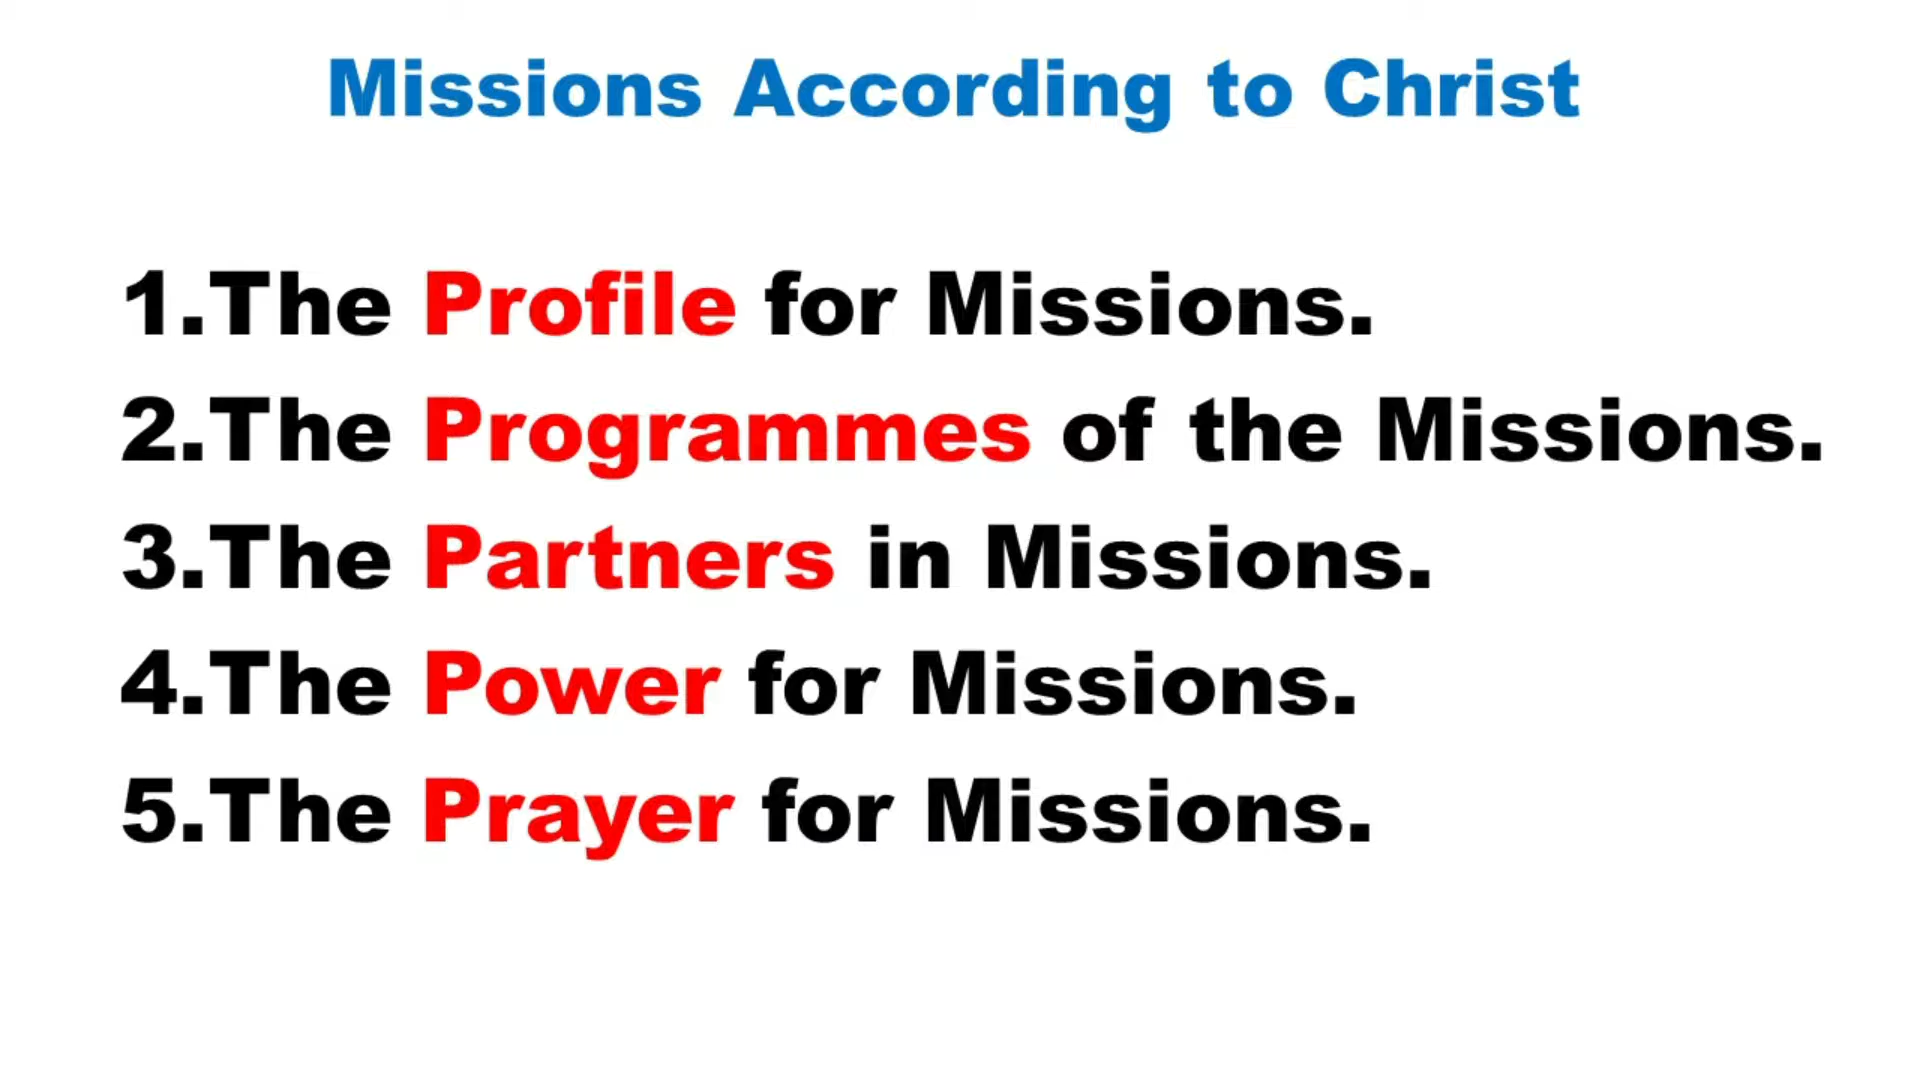 Missions According to Christ
1.The Profile for Missions.
2.The Programmes of the Missions.
3.The Partners in Missions.
4.The Power for Missions.
5.The Prayer for Missions.